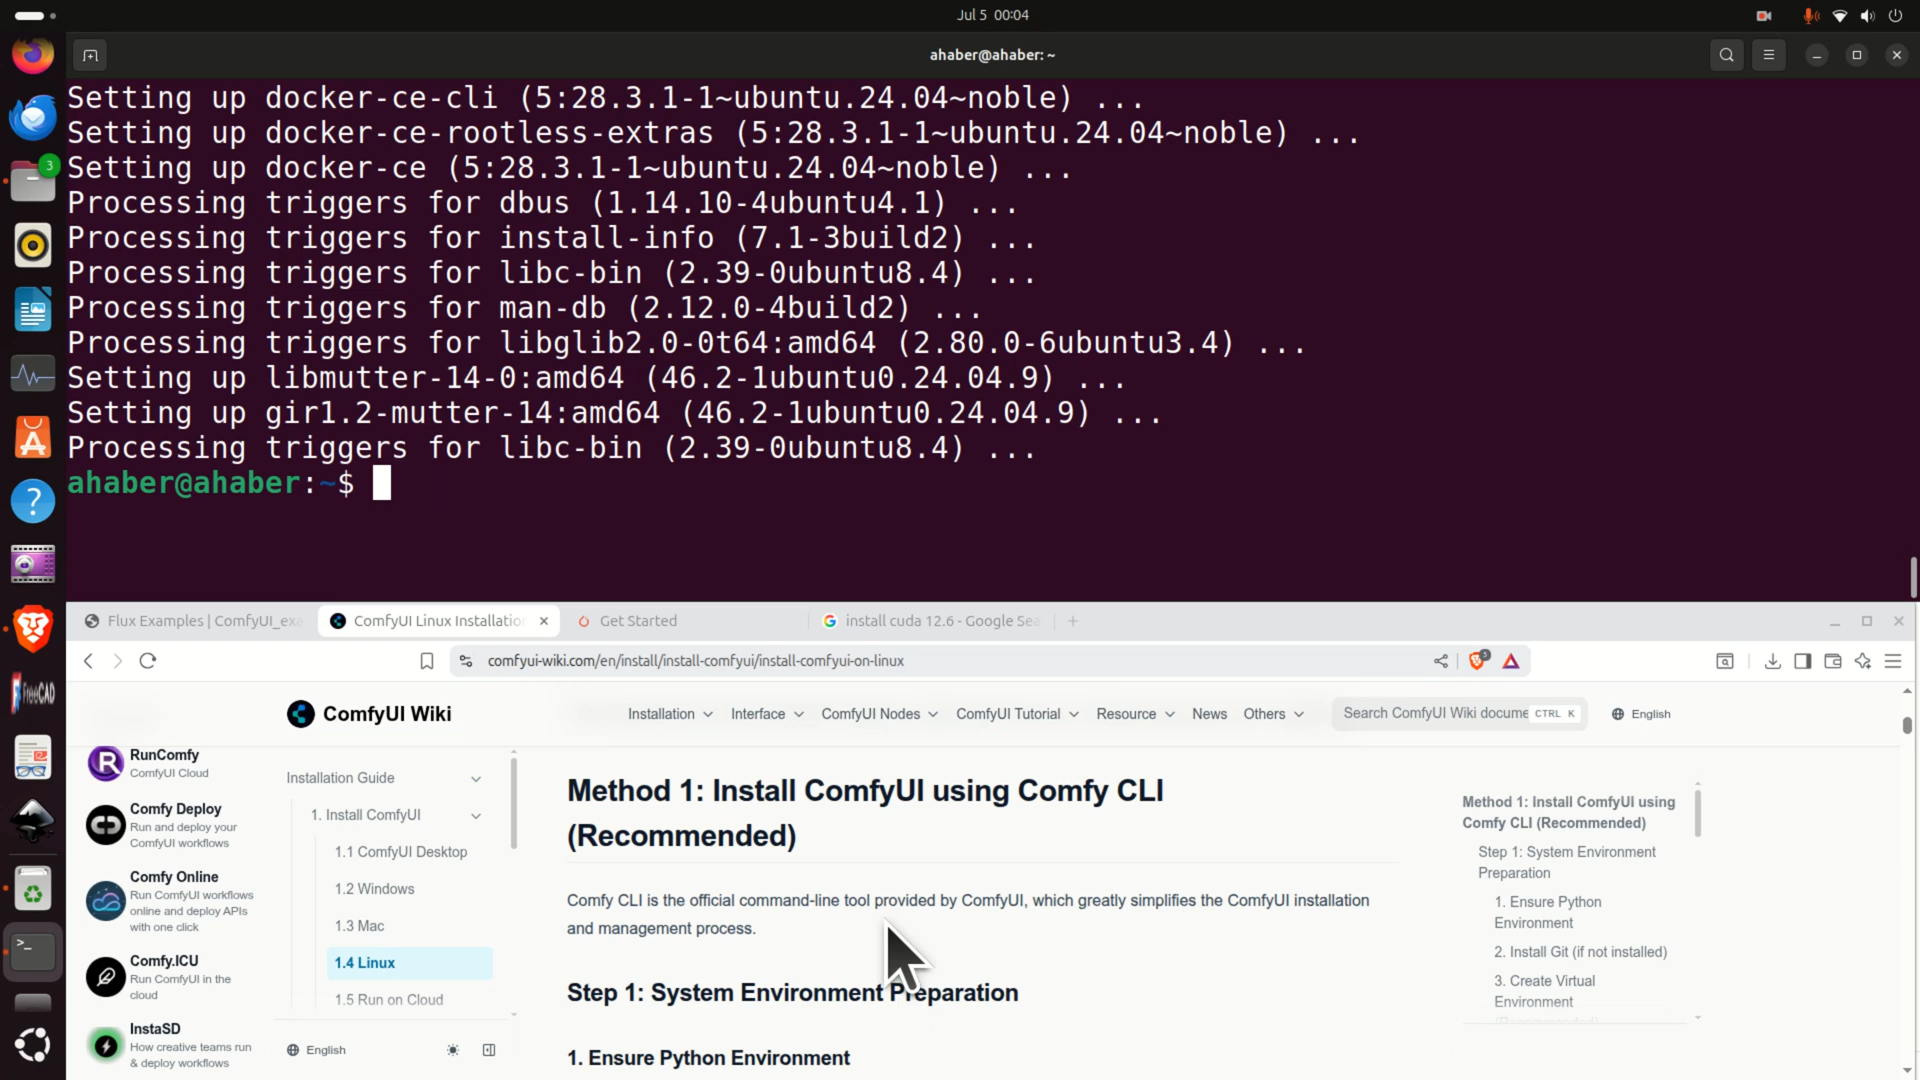 Jul 5 00:04
ahaber@ahaber: ~
Setting up docker-ce-cli (5:28.3.1-1~ubuntu.24.04~noble) ...
Setting up docker-ce-rootless-extras (5:28.3.1-1~ubuntu.24.04~noble) ...
Setting up docker-ce (5:28.3.1-1~ubuntu.24.04~noble) ...
Processing triggers for dbus (1.14.10-4ubuntu4.1) ...
Processing triggers for install-info (7.1-3build2) ...
Processing triggers for libc-bin (2.39-0ubuntu8.4) ...
Processing triggers for man-db (2.12.0-4build2) ...
Processing triggers for libglib2.0-0t64:amd64 (2.80.0-6ubuntu3.4) ...
Setting up libmutter-14-0:amd64 (46.2-1ubuntu0.24.04.9) ...
Setting up gir1.2-mutter-14:amd64 (46.2-1ubuntu0.24.04.9) ...
Processing triggers for libc-bin (2.39-0ubuntu8.4) ...
ahaber@ahaber:~$
3
FreeCAD
Flux Examples | ComfyUI_exa
ComfyUI Linux Installatio
Get Started
install cuda 12.6 - Google Sea
comfyui-wiki.com/en/install/install-comfyui/install-comfyui-on-linux
5
ComfyUI Wiki
Installation
Interface
ComfyUI Nodes
ComfyUI Tutorial
Resource
News
Others
Search ComfyUI Wiki docume
CTRL K
English
RunComfy
ComfyUI Cloud
Comfy Deploy
Run and deploy your
ComfyUI workflows
Comfy Online
Run ComfyUI workflows
online and deploy APIs
with one click
Comfy.ICU
Run ComfyUI in the
cloud
InstaSD
How creative teams run
& deploy workflows
Installation Guide
1. Install ComfyUI
1.1 ComfyUI Desktop
1.2 Windows
1.3 Mac
1.4 Linux
1.5 Run on Cloud
English
Method 1: Install ComfyUI using Comfy CLI
(Recommended)
Comfy CLI is the official command-line tool provided by ComfyUI, which greatly simplifies the ComfyUI installation
and management process.
Step 1: System Environment Preparation
1. Ensure Python Environment
Method 1: Install ComfyUI using
Comfy CLI (Recommended)
Step 1: System Environment
Preparation
1. Ensure Python
Environment
2. Install Git (if not installed)
3. Create Virtual
Environment